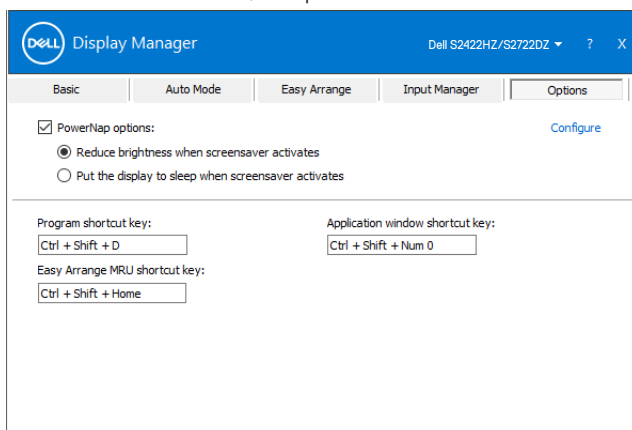 DELL Display Manager Dell S2422HZ/S2722DZ ? X
Basic Auto Mode Easy Arrange Input Manager Options
PowerNap options: Configure
Reduce brightness when screensaver activates
Put the display to sleep when screensaver activates
Program shortcut key: Application window shortcut key:
Ctrl + Shift + D Ctrl + Shift + Num 0
Easy Arrange MRU shortcut key:
Ctrl + Shift + Home